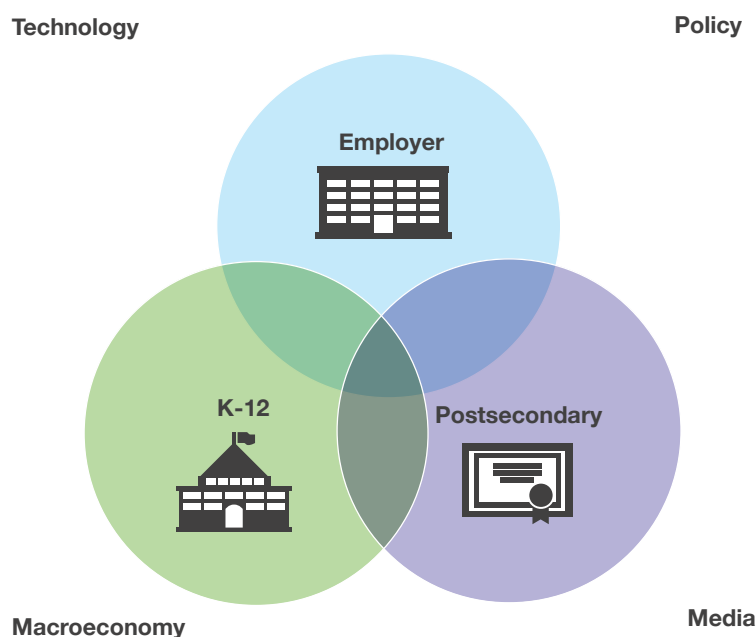 Technology
Policy
Employer
K-12
Postsecondary
Macroeconomy
Media